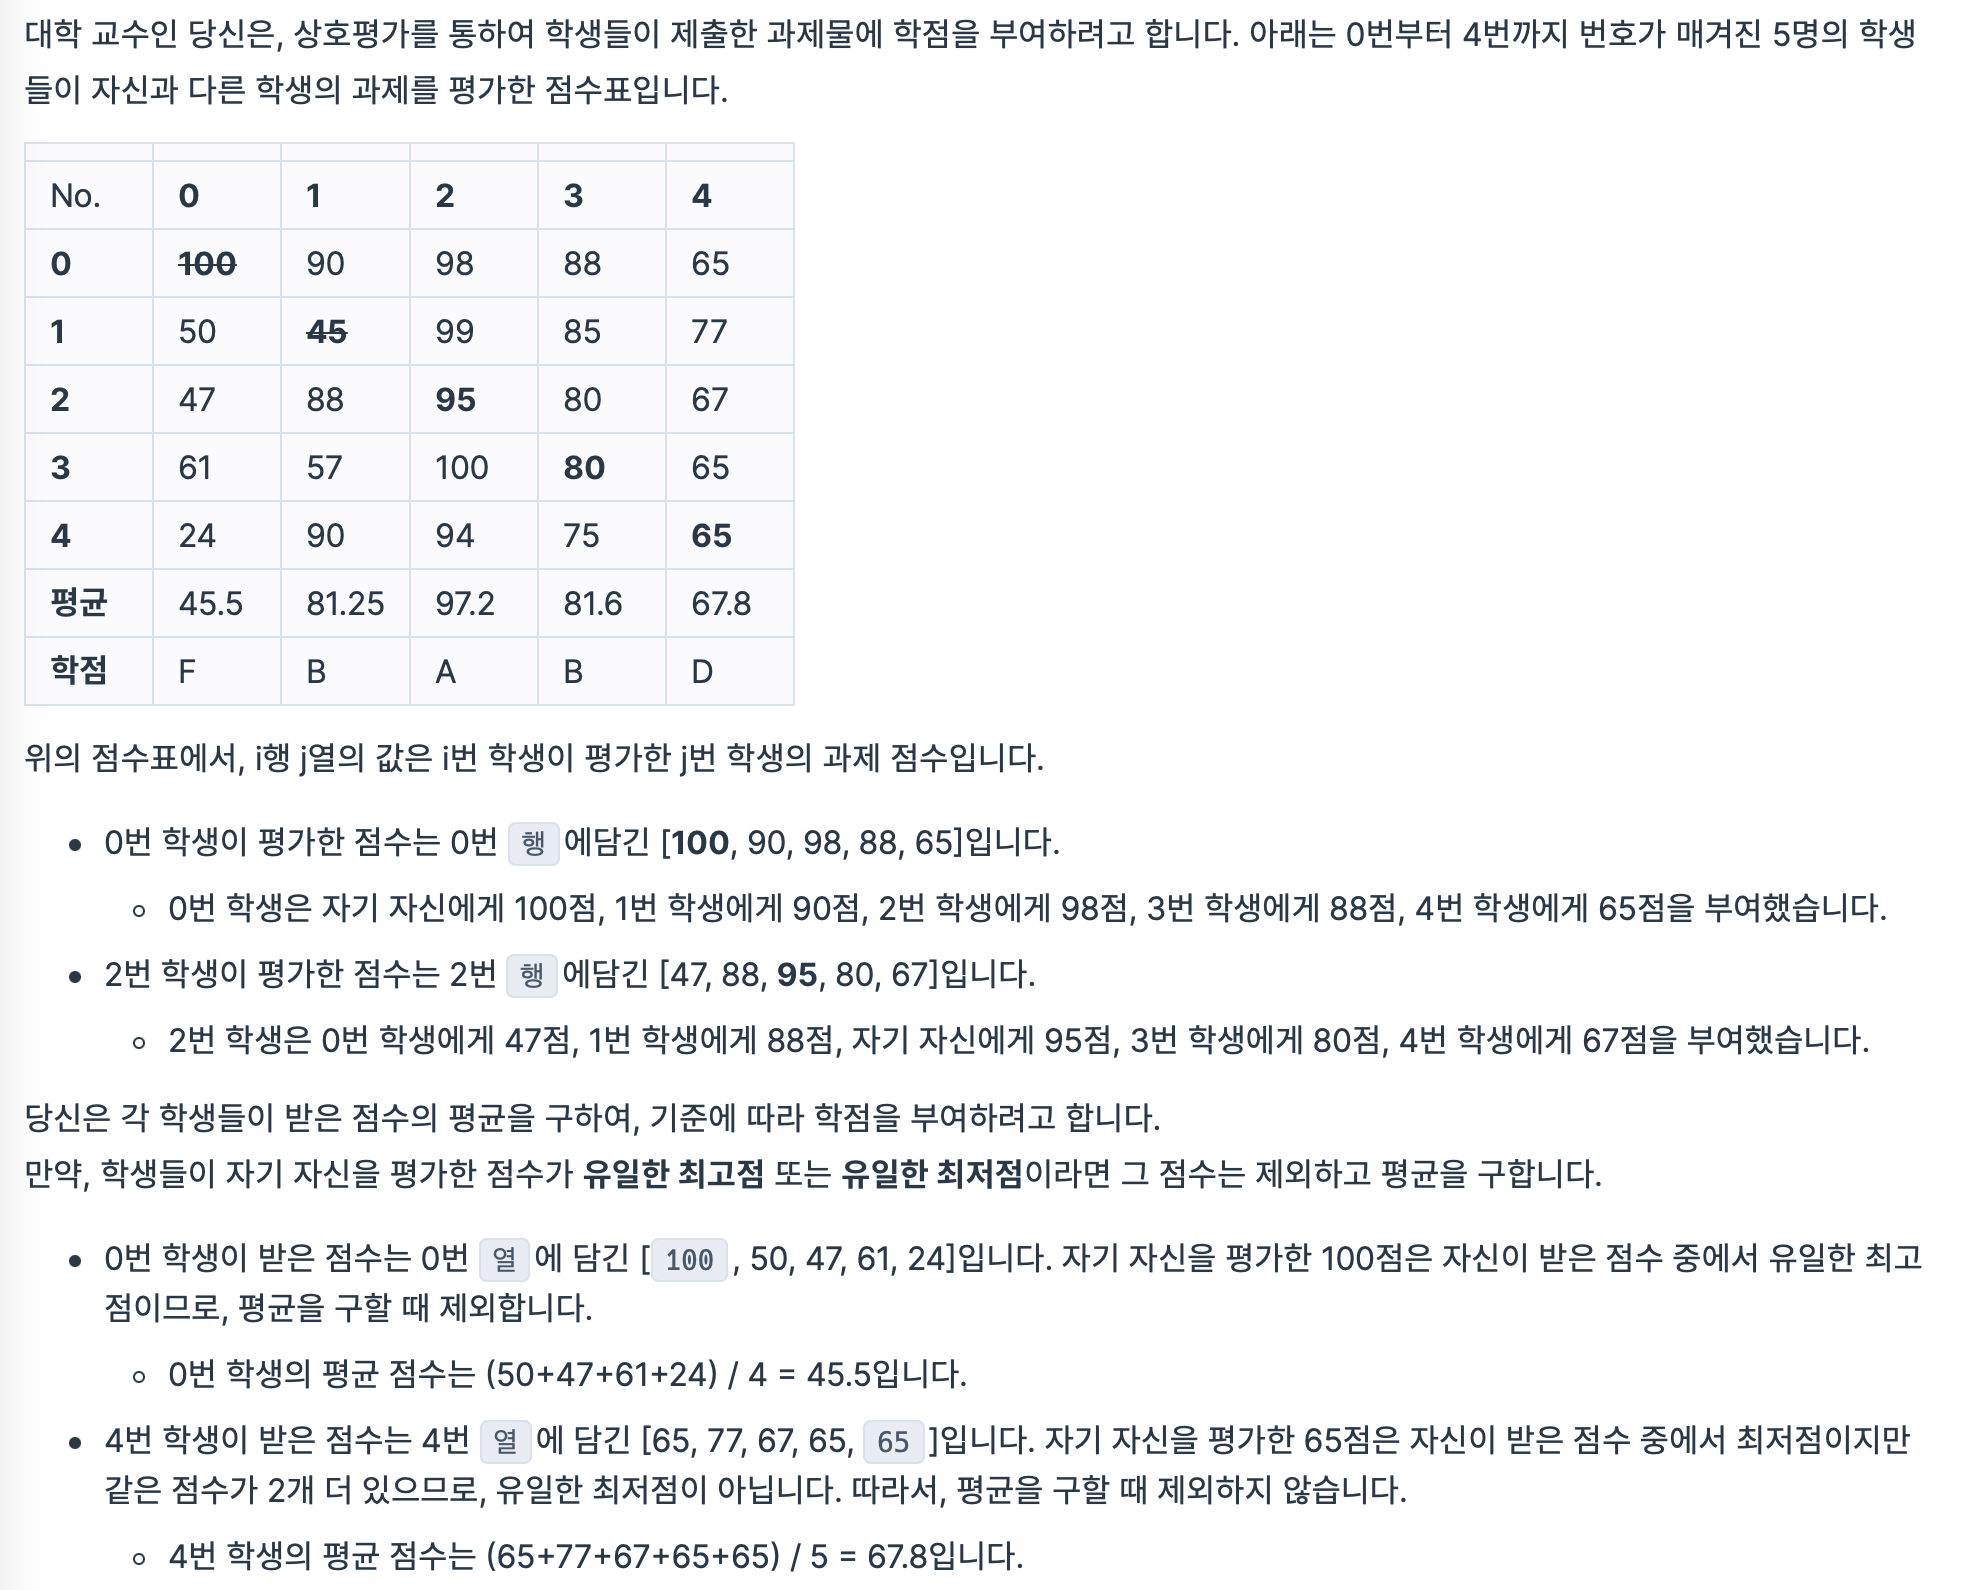 대학 교수인 당신은, 상호평가를 통하여 학생들이 제출한 과제물에 학점을 부여하려고 합니다. 아래는 0번부터 4번까지 번호가 매겨진 5명의 학생
들이 자신과 다른 학생의 과제를 평가한 점수표입니다.
No. 0 1 2 3 4
0 100 90 98 88 65
1 50 45 99 85 77
2 47 88 95 80 67
3 61 57 100 80 65
4 24 90 94 75 65
평균 45.5 81.25 97.2 81.6 67.8
학점 F B A B D
위의 점수표에서, i행 j열의 값은 i번 학생이 평가한 j번 학생의 과제 점수입니다.
• 0번 학생이 평가한 점수는 0번 행 에담긴 [100, 90, 98, 88, 65]입니다.
◦ 0번 학생은 자기 자신에게 100점, 1번 학생에게 90점, 2번 학생에게 98점, 3번 학생에게 88점, 4번 학생에게 65점을 부여했습니다.
• 2번 학생이 평가한 점수는 2번 행 에담긴 [47, 88, 95, 80, 67]입니다.
◦ 2번 학생은 0번 학생에게 47점, 1번 학생에게 88점, 자기 자신에게 95점, 3번 학생에게 80점, 4번 학생에게 67점을 부여했습니다.
당신은 각 학생들이 받은 점수의 평균을 구하여, 기준에 따라 학점을 부여하려고 합니다.
만약, 학생들이 자기 자신을 평가한 점수가 유일한 최고점 또는 유일한 최저점이라면 그 점수는 제외하고 평균을 구합니다.
• 0번 학생이 받은 점수는 0번 열 에 담긴 [ 100 , 50, 47, 61, 24]입니다. 자기 자신을 평가한 100점은 자신이 받은 점수 중에서 유일한 최고
점이므로, 평균을 구할 때 제외합니다.
◦ 0번 학생의 평균 점수는 (50+47+61+24) / 4 = 45.5입니다.
• 4번 학생이 받은 점수는 4번 열 에 담긴 [65, 77, 67, 65, 65 ]입니다. 자기 자신을 평가한 65점은 자신이 받은 점수 중에서 최저점이지만
같은 점수가 2개 더 있으므로, 유일한 최저점이 아닙니다. 따라서, 평균을 구할 때 제외하지 않습니다.
◦ 4번 학생의 평균 점수는 (65+77+67+65+65) / 5 = 67.8입니다.